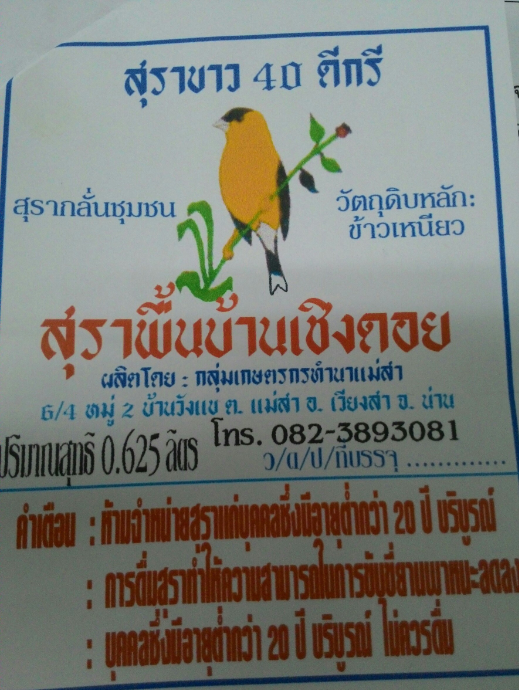 สุราขาว 40 ดีกรี
สุรากลั่นชุมชน
วัตถุดิบหลัก:
ข้าวเหนียว
สุราพื้นบ้านเชิงดอย
ผลิตโดย : กลุ่มเกษตรกรทำนาแม่สา
6/4 หมู่ 2 บ้านวังแข ต. แม่สา อ. เวียงสา จ. น่าน
ปริมาณสุทธิ 0.625 ลิตร
โทร. 082-3893081
ว/ด/ป/ที่บรรจุ .............
คำเตือน : ห้ามจำหน่ายสุราแก่บุคคลซึ่งมีอายุต่ำกว่า 20 ปี บริบูรณ์
: การดื่มสุราทำให้ความสามารถในการขับขี่ยานพาหนะลดลง
: บุคคลซึ่งมีอายุต่ำกว่า 20 ปี บริบูรณ์ ไม่ควรดื่ม